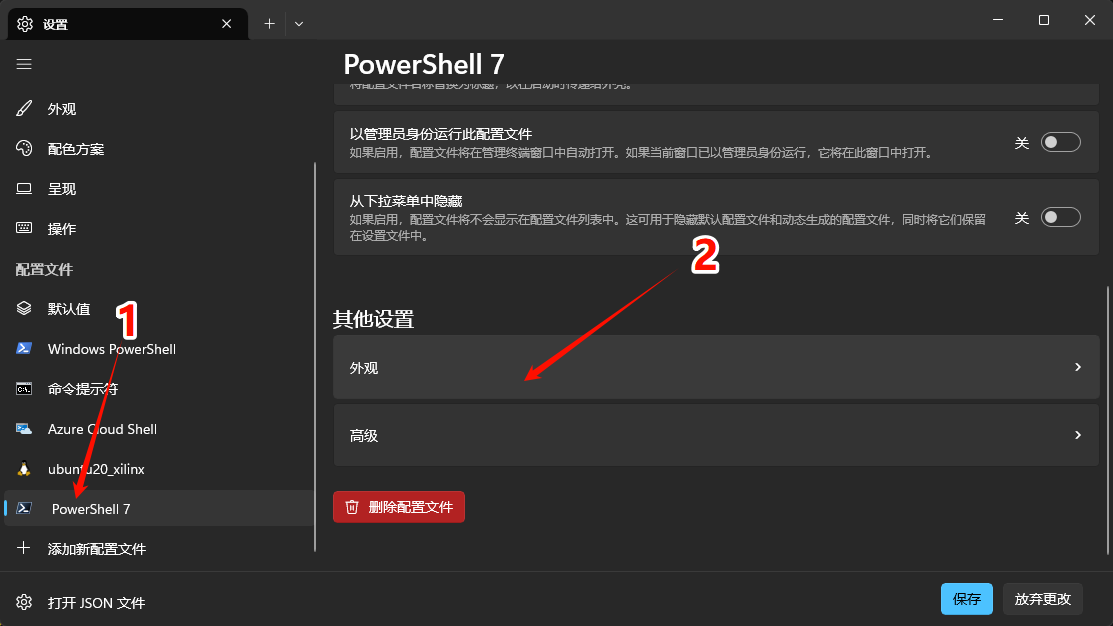 设置
PowerShell 7
外观
配色方案
呈现
操作
配置文件
默认值
Windows PowerShell
命令提示符
Azure Cloud Shell
ubuntu20_xilinx
PowerShell 7
添加新配置文件
打开 JSON 文件
1
以管理员身份运行此配置文件
如果启用，配置文件将在管理终端窗口中自动打开。如果当前窗口已以管理员身份运行，它将在此窗口中打开。
关
从下拉菜单中隐藏
如果启用，配置文件将不会显示在配置文件列表中。这可用于隐藏默认配置文件和动态生成的配置文件，同时将它们保留
在设置文件中。
关
2
其他设置
外观
高级
删除配置文件
保存
放弃更改